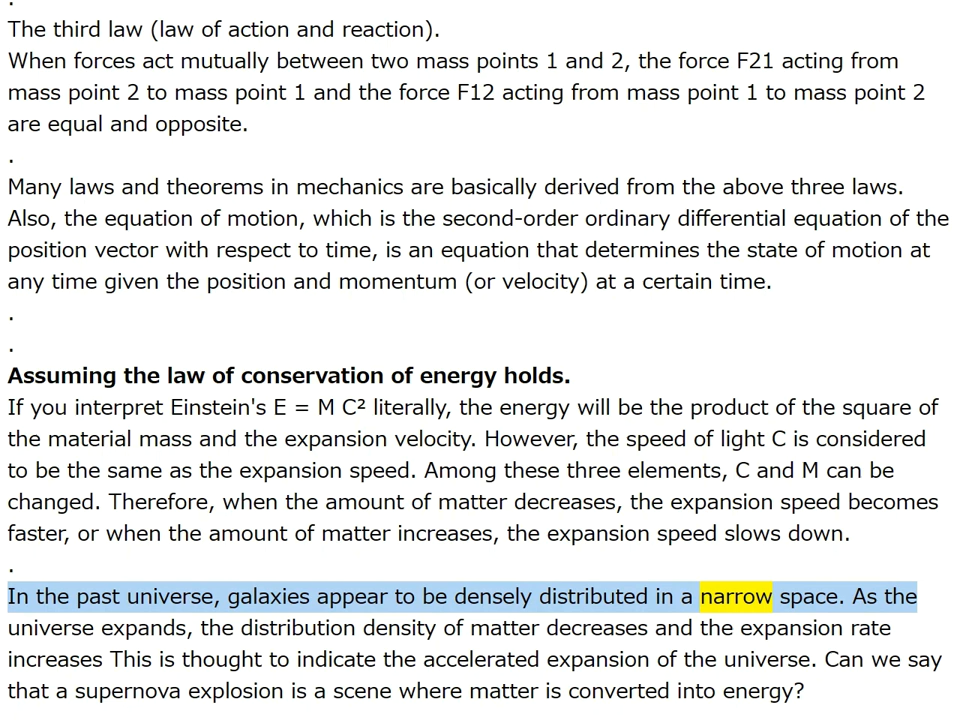 .
The third law (law of action and reaction).
When forces act mutually between two mass points 1 and 2, the force F21 acting from
mass point 2 to mass point 1 and the force F12 acting from mass point 1 to mass point 2
are equal and opposite.
.
Many laws and theorems in mechanics are basically derived from the above three laws.
Also, the equation of motion, which is the second-order ordinary differential equation of the
position vector with respect to time, is an equation that determines the state of motion at
any time given the position and momentum (or velocity) at a certain time.
.
.
Assuming the law of conservation of energy holds.
If you interpret Einstein's E = M C² literally, the energy will be the product of the square of
the material mass and the expansion velocity. However, the speed of light C is considered
to be the same as the expansion speed. Among these three elements, C and M can be
changed. Therefore, when the amount of matter decreases, the expansion speed becomes
faster, or when the amount of matter increases, the expansion speed slows down.
.
In the past universe, galaxies appear to be densely distributed in a narrow space. As the
universe expands, the distribution density of matter decreases and the expansion rate
increases This is thought to indicate the accelerated expansion of the universe. Can we say
that a supernova explosion is a scene where matter is converted into energy?